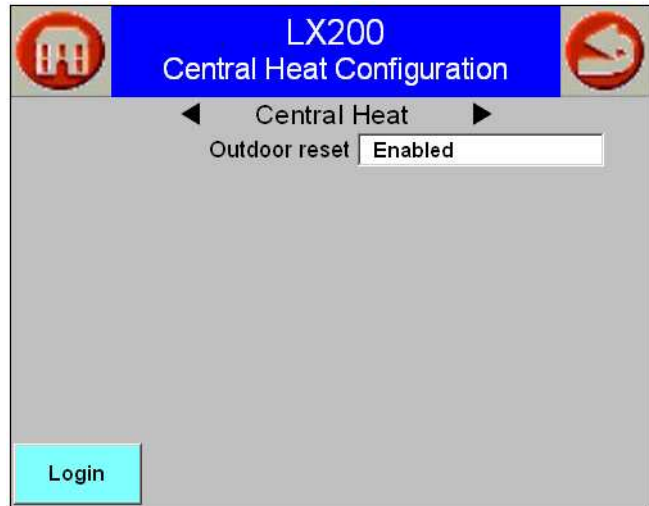 LX200
Central Heat Configuration
Central Heat
Outdoor reset Enabled
Login